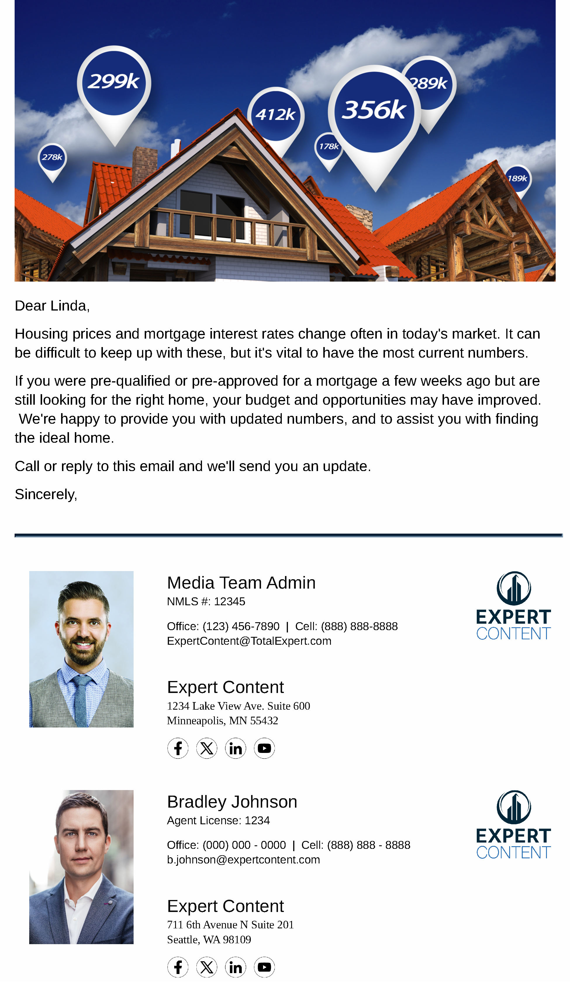 299k
289k
412k
356k
178k
278k
189k
Dear Linda,
Housing prices and mortgage interest rates change often in today's market. It can
be difficult to keep up with these, but it's vital to have the most current numbers.
If you were pre-qualified or pre-approved for a mortgage a few weeks ago but are
still looking for the right home, your budget and opportunities may have improved.
We're happy to provide you with updated numbers, and to assist you with finding
the ideal home.
Call or reply to this email and we'll send you an update.
Sincerely,
Media Team Admin
NMLS #: 12345
Office: (123) 456-7890 | Cell: (888) 888-8888
ExpertContent@TotalExpert.com
EXPERT
CONTENT
Expert Content
1234 Lake View Ave. Suite 600
Minneapolis, MN 55432
Bradley Johnson
Agent License: 1234
Office: (000) 000 - 0000 | Cell: (888) 888 - 8888
b.johnson@expertcontent.com
EXPERT
CONTENT
Expert Content
711 6th Avenue N Suite 201
Seattle, WA 98109